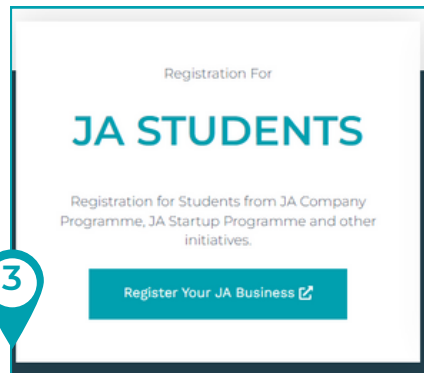 Registration For
JA STUDENTS
Registration for Students from JA Company
Programme, JA Startup Programme and other
initiatives.
3
Register Your JA Business